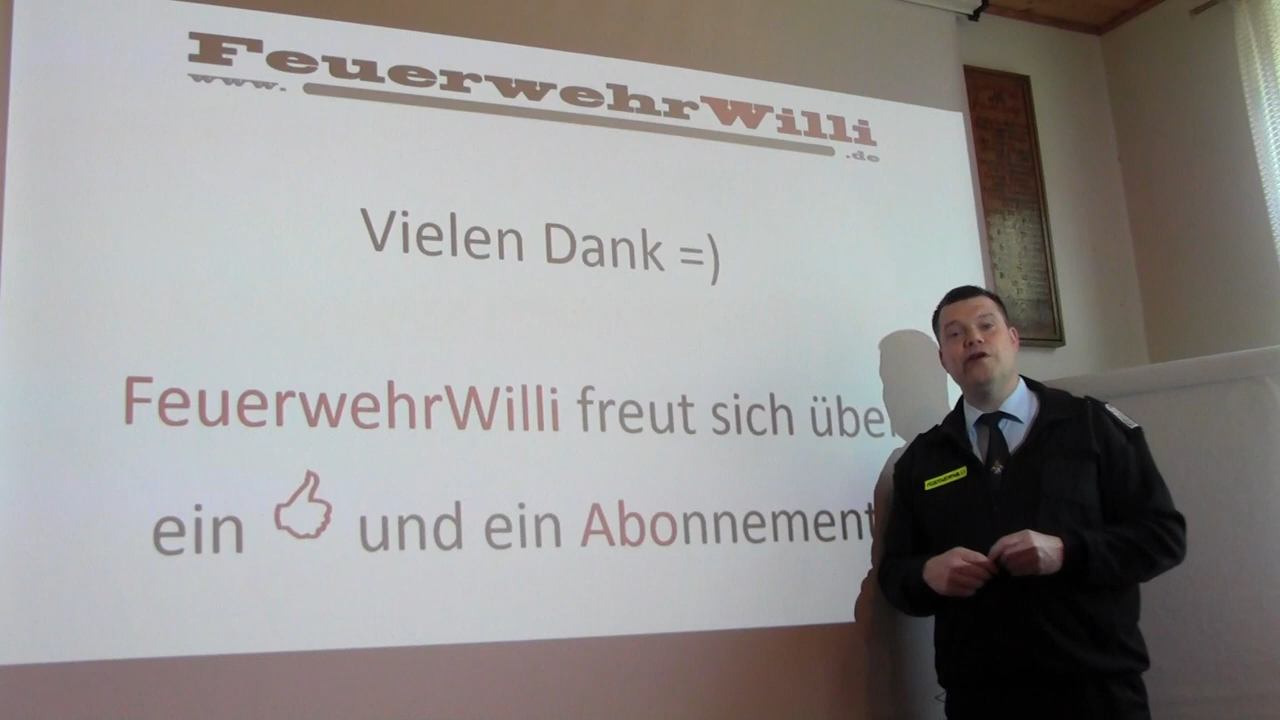 FeuerwehrWilli
www.
.de
Vielen Dank =)
FeuerwehrWilli freut sich über
ein und ein Abonnement